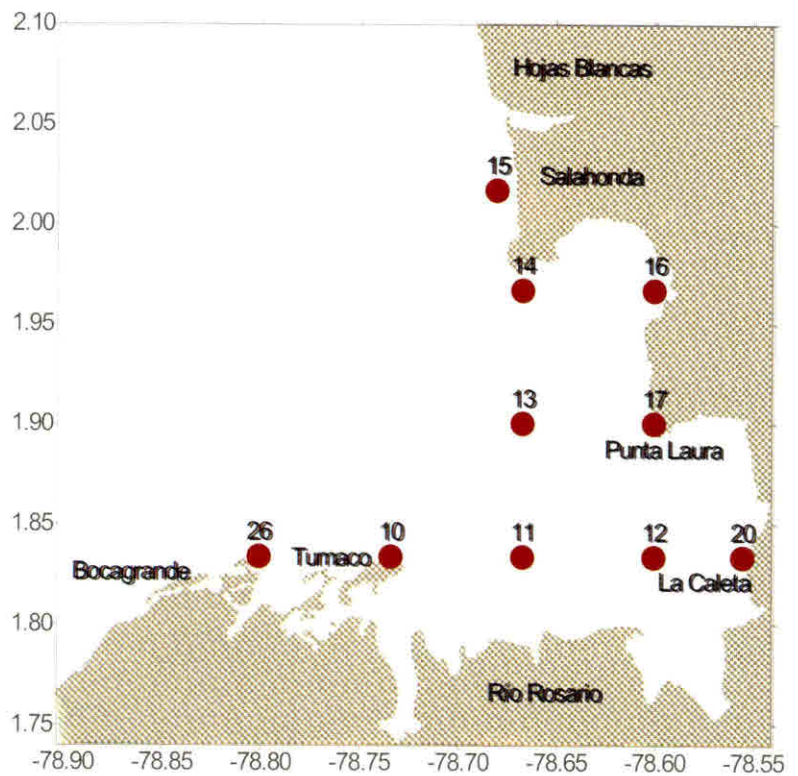 2.10
Hojas Blancas
2.05
15
Salahonda
2.00
14 16
1.95
13 17
1.90
Punta Laura
1.85
26 10 11 12 20
Tumaco
Bocagrande
La Caleta
1.80
Rio Rosario
1.75
-78.90 -78.85 -78.80 -78.75 -78.70 -78.65 -78.60 -78.55